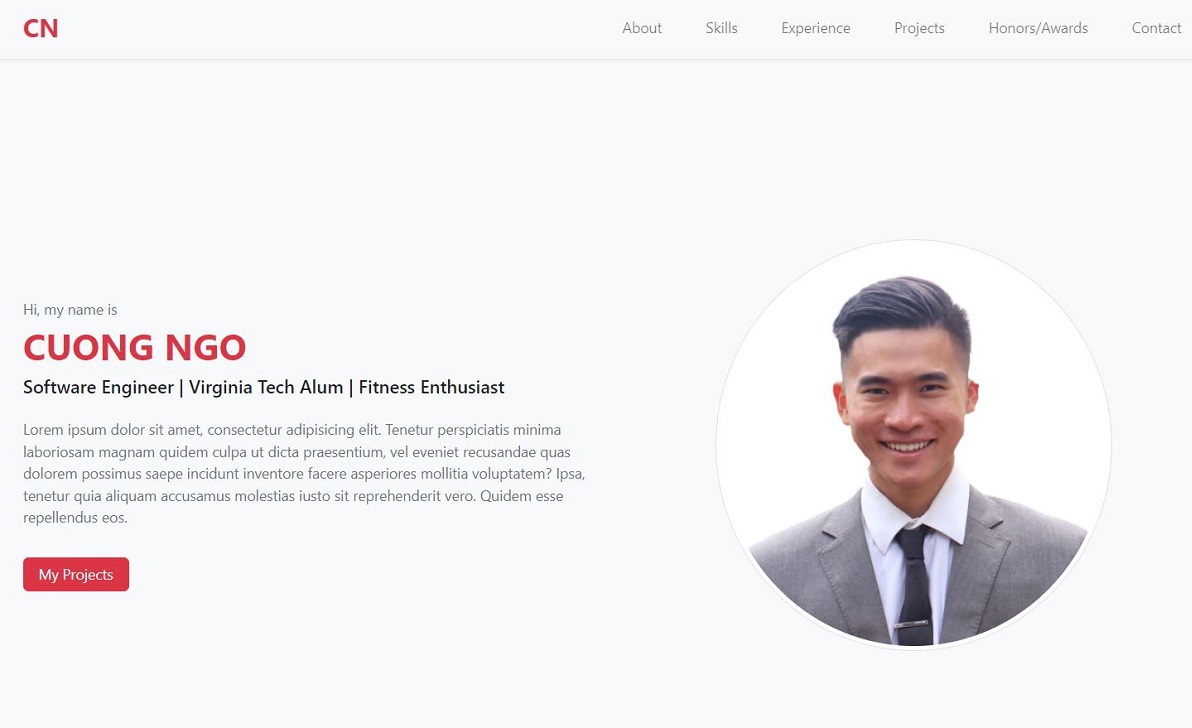 CN
About Skills Experience Projects Honors/Awards Contact
Hi, my name is
CUONG NGO
Software Engineer | Virginia Tech Alum | Fitness Enthusiast
Lorem ipsum dolor sit amet, consectetur adipisicing elit. Tenetur perspiciatis minima
laboriosam magnam quidem culpa ut dicta praesentium, vel eveniet recusandae quas
dolorem possimus saepe incidunt inventore facere asperiores mollitia voluptatem? Ipsa,
tenetur quia aliquam accusamus molestias iusto sit reprehenderit vero. Quidem esse
repellendus eos.
My Projects